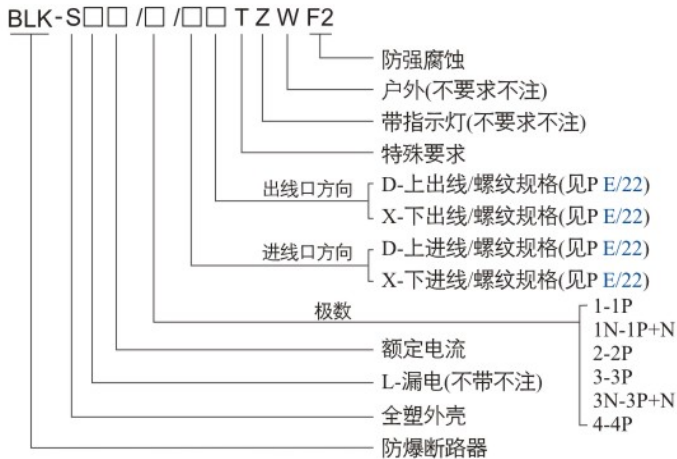 BLK-S□□/□/□□TZWF2
防强腐蚀
户外(不要求不注)
带指示灯(不要求不注)
特殊要求
出线口方向
D-上出线/螺纹规格(见P E/22)
X-下出线/螺纹规格(见P E/22)
进线口方向
D-上进线/螺纹规格(见P E/22)
X-下进线/螺纹规格(见P E/22)
极数
1-1P
1N-1P+N
2-2P
3-3P
3N-3P+N
4-4P
额定电流
L-漏电(不带不注)
全塑外壳
防爆断路器